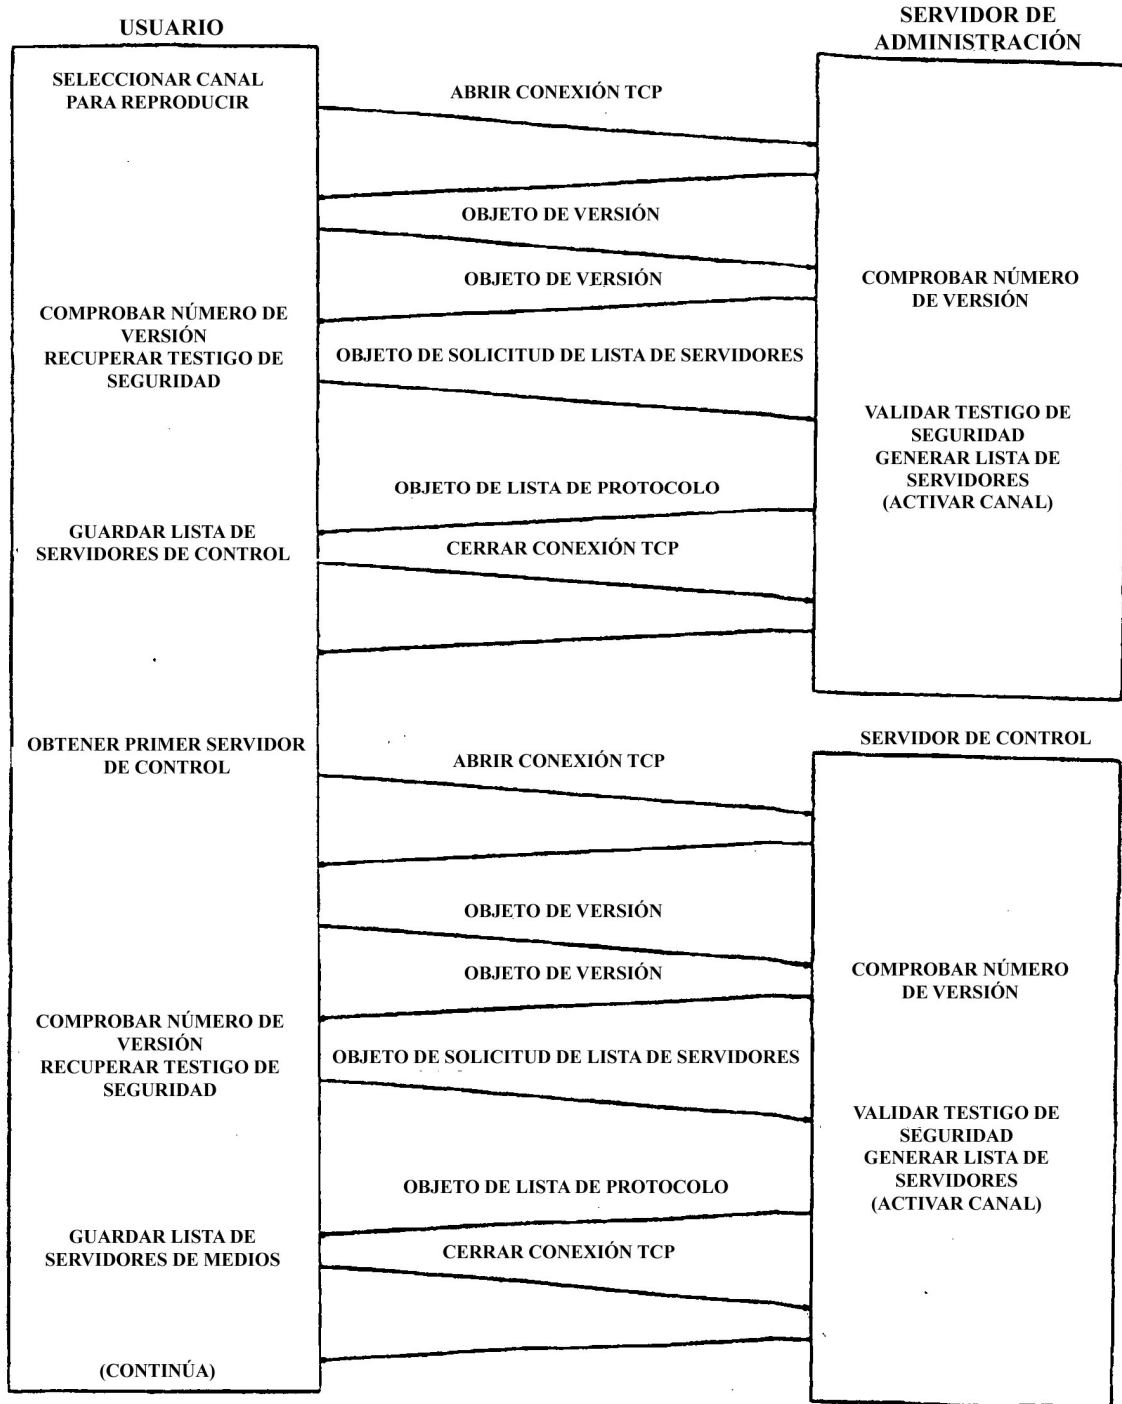 USUARIO
SERVIDOR DE
ADMINISTRACIÓN
SELECCIONAR CANAL
PARA REPRODUCIR
ABRIR CONEXIÓN TCP
OBJETO DE VERSIÓN
OBJETO DE VERSIÓN
COMPROBAR NÚMERO
DE VERSIÓN
COMPROBAR NÚMERO DE
VERSIÓN
RECUPERAR TESTIGO DE
SEGURIDAD
OBJETO DE SOLICITUD DE LISTA DE SERVIDORES
VALIDAR TESTIGO DE
SEGURIDAD
GENERAR LISTA DE
SERVIDORES
(ACTIVAR CANAL)
OBJETO DE LISTA DE PROTOCOLO
GUARDAR LISTA DE
SERVIDORES DE CONTROL
CERRAR CONEXIÓN TCP
OBTENER PRIMER SERVIDOR
DE CONTROL
SERVIDOR DE CONTROL
ABRIR CONEXIÓN TCP
OBJETO DE VERSIÓN
OBJETO DE VERSIÓN
COMPROBAR NÚMERO
DE VERSIÓN
COMPROBAR NÚMERO DE
VERSIÓN
RECUPERAR TESTIGO DE
SEGURIDAD
OBJETO DE SOLICITUD DE LISTA DE SERVIDORES
VALIDAR TESTIGO DE
SEGURIDAD
GENERAR LISTA DE
SERVIDORES
(ACTIVAR CANAL)
OBJETO DE LISTA DE PROTOCOLO
GUARDAR LISTA DE
SERVIDORES DE MEDIOS
CERRAR CONEXIÓN TCP
(CONTINÚA)